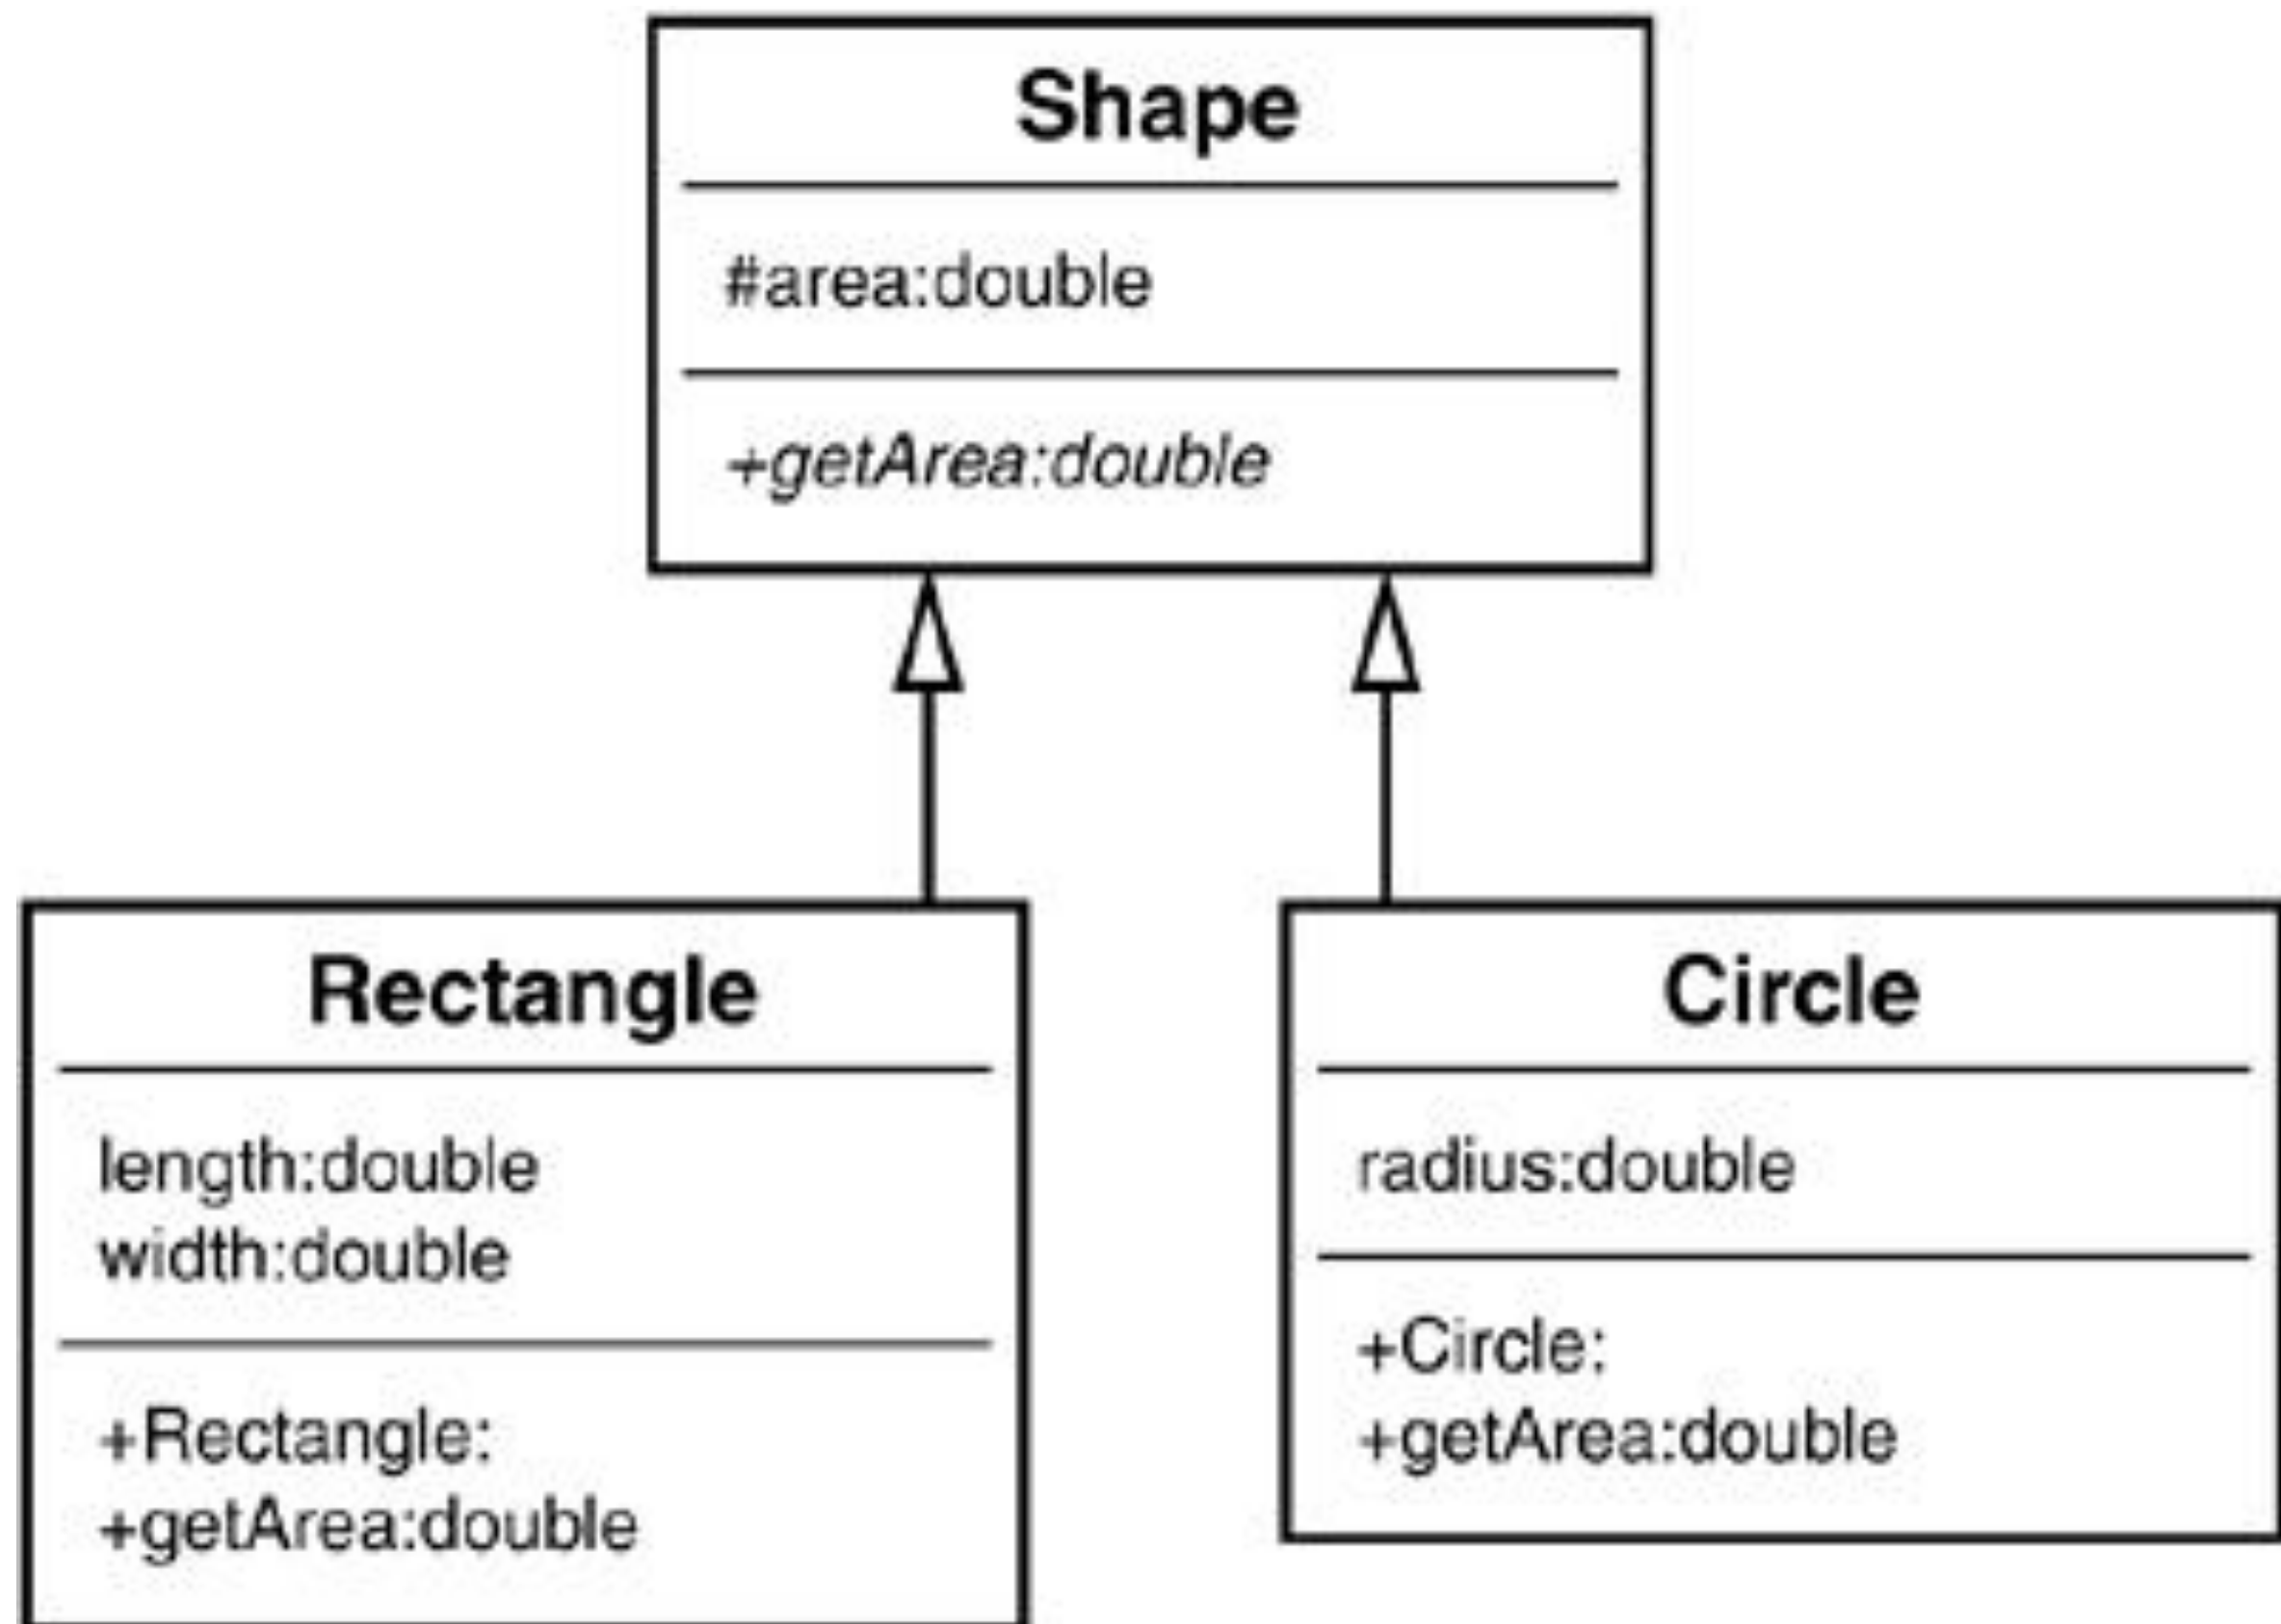 Shape
#area:double
+getArea:double
Rectangle
length:double
width:double
+Rectangle:
+getArea:double
Circle
radius:double
+Circle:
+getArea:double